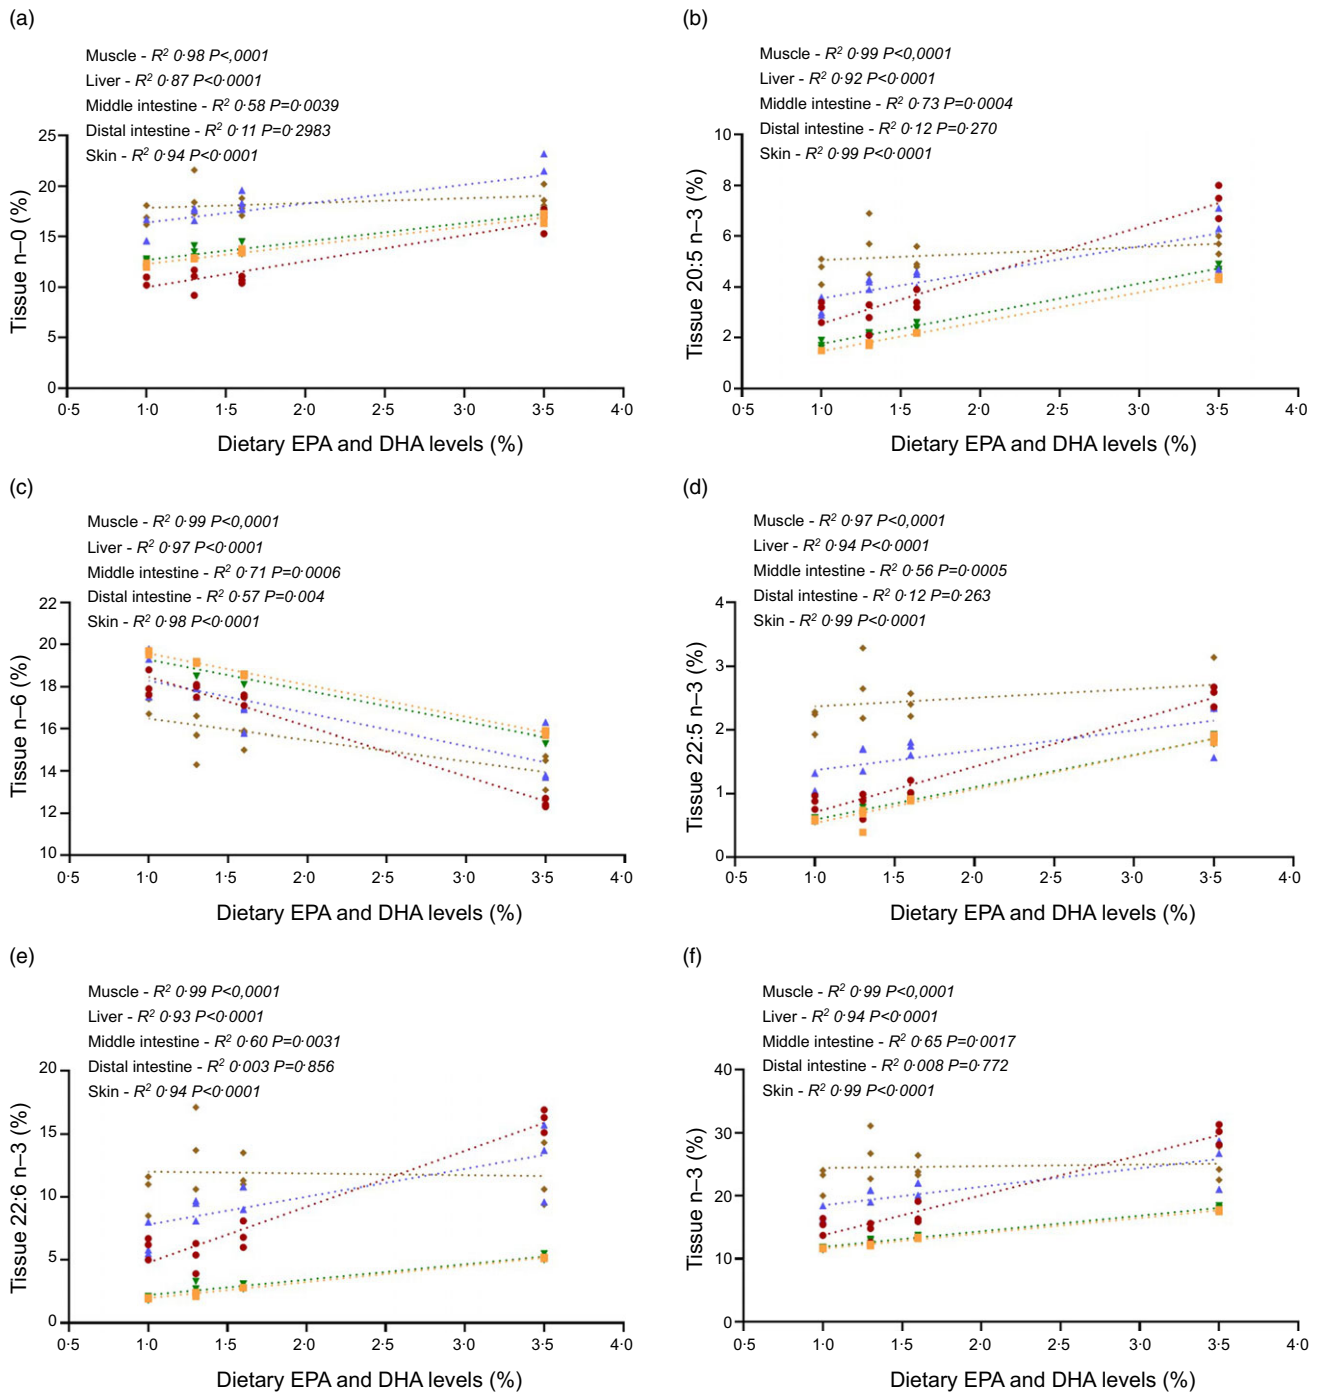 (a)
Muscle - R² 0·98 P<,0001
Liver - R² 0·87 P<0·0001
Middle intestine - R² 0·58 P=0·0039
Distal intestine - R² 0·11 P=0·2983
Skin - R² 0·94 P<0·0001
25
20
15
10
5
0
Tissue n–0 (%)
0·5 1·0 1·5 2·0 2·5 3·0 3·5 4·0
Dietary EPA and DHA levels (%)
(b)
Muscle - R² 0·99 P<0,0001
Liver - R² 0·92 P<0·0001
Middle intestine - R² 0·73 P=0·0004
Distal intestine - R² 0·12 P=0·270
Skin - R² 0·99 P<0·0001
10
8
6
4
2
0
Tissue 20:5 n–3 (%)
0·5 1·0 1·5 2·0 2·5 3·0 3·5 4·0
Dietary EPA and DHA levels (%)
(c)
Muscle - R² 0·99 P<0,0001
Liver - R² 0·97 P<0·0001
Middle intestine - R² 0·71 P=0·0006
Distal intestine - R² 0·57 P=0·004
Skin - R² 0·98 P<0·0001
22
20
18
16
14
12
10
Tissue n–6 (%)
0·5 1·0 1·5 2·0 2·5 3·0 3·5 4·0
Dietary EPA and DHA levels (%)
(d)
Muscle - R² 0·97 P<0,0001
Liver - R² 0·94 P<0·0001
Middle intestine - R² 0·56 P=0·0005
Distal intestine - R² 0·12 P=0·263
Skin - R² 0·99 P<0·0001
4
3
2
1
0
Tissue 22:5 n–3 (%)
0·5 1·0 1·5 2·0 2·5 3·0 3·5 4·0
Dietary EPA and DHA levels (%)
(e)
Muscle - R² 0·99 P<0,0001
Liver - R² 0·93 P<0·0001
Middle intestine - R² 0·60 P=0·0031
Distal intestine - R² 0·003 P=0·856
Skin - R² 0·94 P<0·0001
20
15
10
5
0
Tissue 22:6 n–3 (%)
0·5 1·0 1·5 2·0 2·5 3·0 3·5 4·0
Dietary EPA and DHA levels (%)
(f)
Muscle - R² 0·99 P<0,0001
Liver - R² 0·94 P<0·0001
Middle intestine - R² 0·65 P=0·0017
Distal intestine - R² 0·008 P=0·772
Skin - R² 0·99 P<0·0001
40
30
20
10
0
Tissue n–3 (%)
0·5 1·0 1·5 2·0 2·5 3·0 3·5 4·0
Dietary EPA and DHA levels (%)